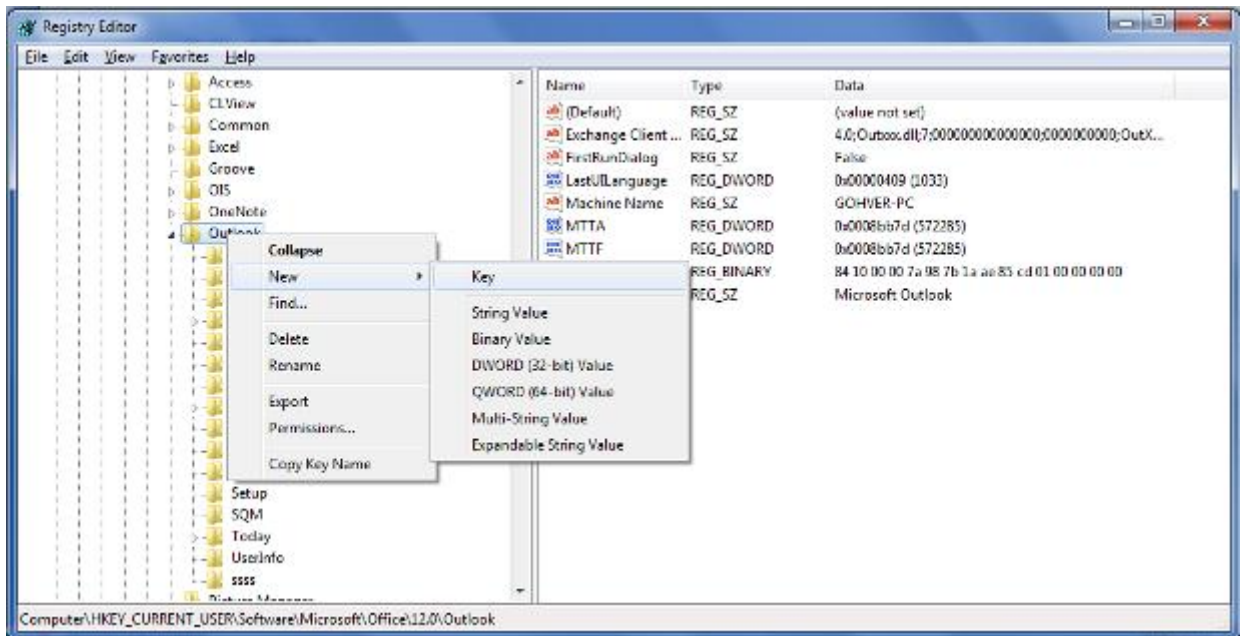 Registry Editor
File Edit View Favorites Help
Access
CLView
Common
Excel
Groove
OIS
OneNote
Outlook
Setup
SQM
Today
UserInfo
ssss
Collapse
New
Find...
Delete
Rename
Export
Permissions...
Copy Key Name
Key
String Value
Binary Value
DWORD (32-bit) Value
QWORD (64-bit) Value
Multi-String Value
Expandable String Value
Name Type Data
(Default) REG_SZ (value not set)
Exchange Client ... REG_SZ 4.0;Outxxx.dll;7;000000000000000;0000000000;OutX...
FirstRunDialog REG_SZ False
LastUILanguage REG_DWORD 0x00000409 (1033)
Machine Name REG_SZ GOHVER-PC
MTTA REG_DWORD 0x0008bb7d (572285)
MTTF REG_DWORD 0x0008bb7d (572285)
REG_BINARY 84 10 00 00 7a 98 7b 1a ae 85 cd 01 00 00 00 00
REG_SZ Microsoft Outlook
Computer\HKEY_CURRENT_USER\Software\Microsoft\Office\12.0\Outlook